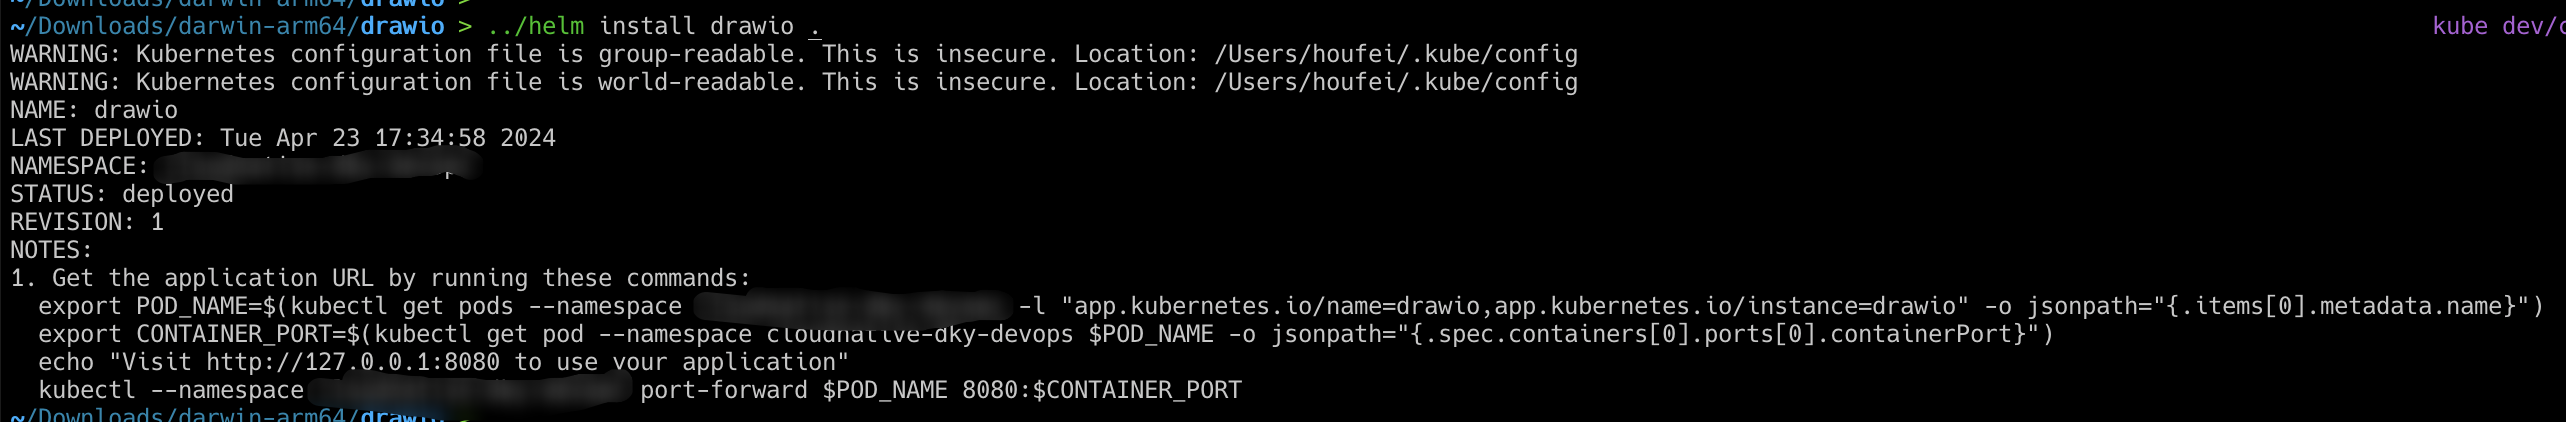 ~/Downloads/darwin-arm64/drawio >
~/Downloads/darwin-arm64/drawio > ../helm install drawio . kube dev/
WARNING: Kubernetes configuration file is group-readable. This is insecure. Location: /Users/houfei/.kube/config
WARNING: Kubernetes configuration file is world-readable. This is insecure. Location: /Users/houfei/.kube/config
NAME: drawio
LAST DEPLOYED: Tue Apr 23 17:34:58 2024
NAMESPACE:
STATUS: deployed
REVISION: 1
NOTES:
1. Get the application URL by running these commands:
export POD_NAME=$(kubectl get pods --namespace -l "app.kubernetes.io/name=drawio,app.kubernetes.io/instance=drawio" -o jsonpath="{.items[0].metadata.name}")
export CONTAINER_PORT=$(kubectl get pod --namespace cloudnative-dky-devops $POD_NAME -o jsonpath="{.spec.containers[0].ports[0].containerPort}")
echo "Visit http://127.0.0.1:8080 to use your application"
kubectl --namespace port-forward $POD_NAME 8080:$CONTAINER_PORT
~/Downloads/darwin-arm64/drawio >